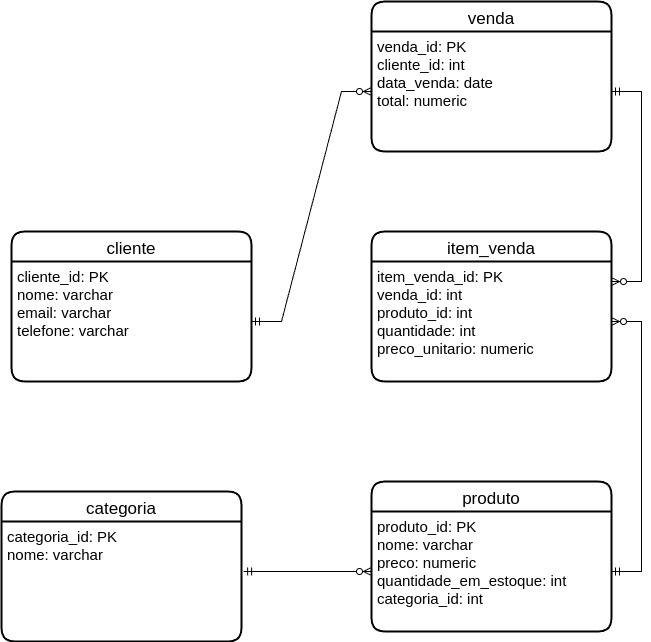 venda
venda_id: PK
cliente_id: int
data_venda: date
total: numeric
cliente
cliente_id: PK
nome: varchar
email: varchar
telefone: varchar
item_venda
item_venda_id: PK
venda_id: int
produto_id: int
quantidade: int
preco_unitario: numeric
categoria
categoria_id: PK
nome: varchar
produto
produto_id: PK
nome: varchar
preco: numeric
quantidade_em_estoque: int
categoria_id: int